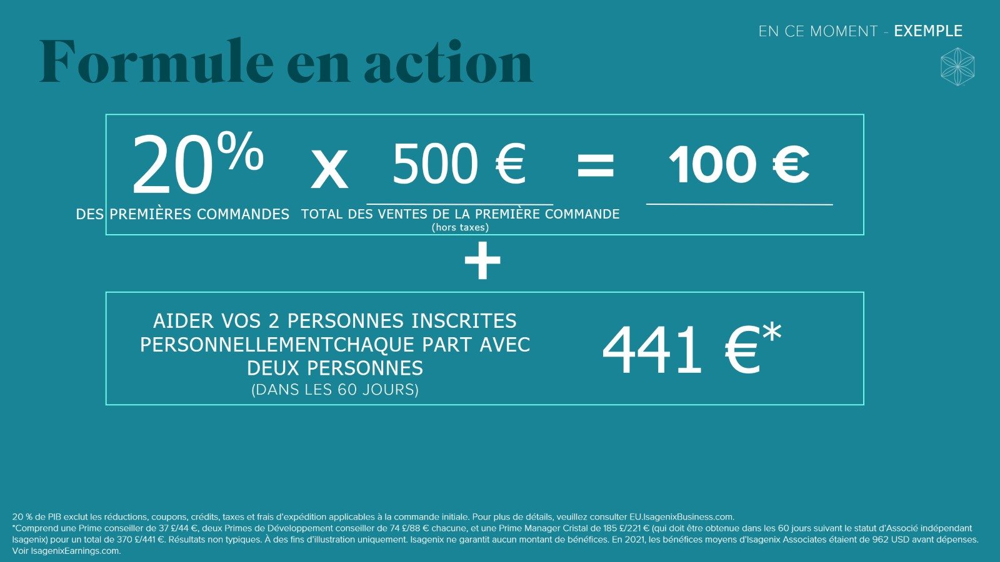 EN CE MOMENT - EXEMPLE
Formule en action
20% x 500 € = 100 €
DES PREMIÈRES COMMANDES TOTAL DES VENTES DE LA PREMIÈRE COMMANDE
(hors taxes)
+
AIDER VOS 2 PERSONNES INSCRITES
PERSONNELLEMENTCHAQUE PART AVEC
DEUX PERSONNES
(DANS LES 60 JOURS)
441 €*
20 % de PIB exclut les réductions, coupons, crédits, taxes et frais d'expédition applicables à la commande initiale. Pour plus de détails, veuillez consulter EU.IsagenixBusiness.com.
*Comprend une Prime conseiller de 37 £/44 €, deux Primes de Développement conseiller de 74 £/88 € chacune, et une Prime Manager Cristal de 185 £/221 € (qui doit être obtenue dans les 60 jours suivant le statut d'Associé indépendant
Isagenix) pour un total de 370 £/441 €. Résultats non typiques. À des fins d'illustration uniquement. Isagenix ne garantit aucun montant de bénéfices. En 2021, les bénéfices moyens d'Isagenix Associates étaient de 962 USD avant dépenses.
Voir IsagenixEarnings.com.